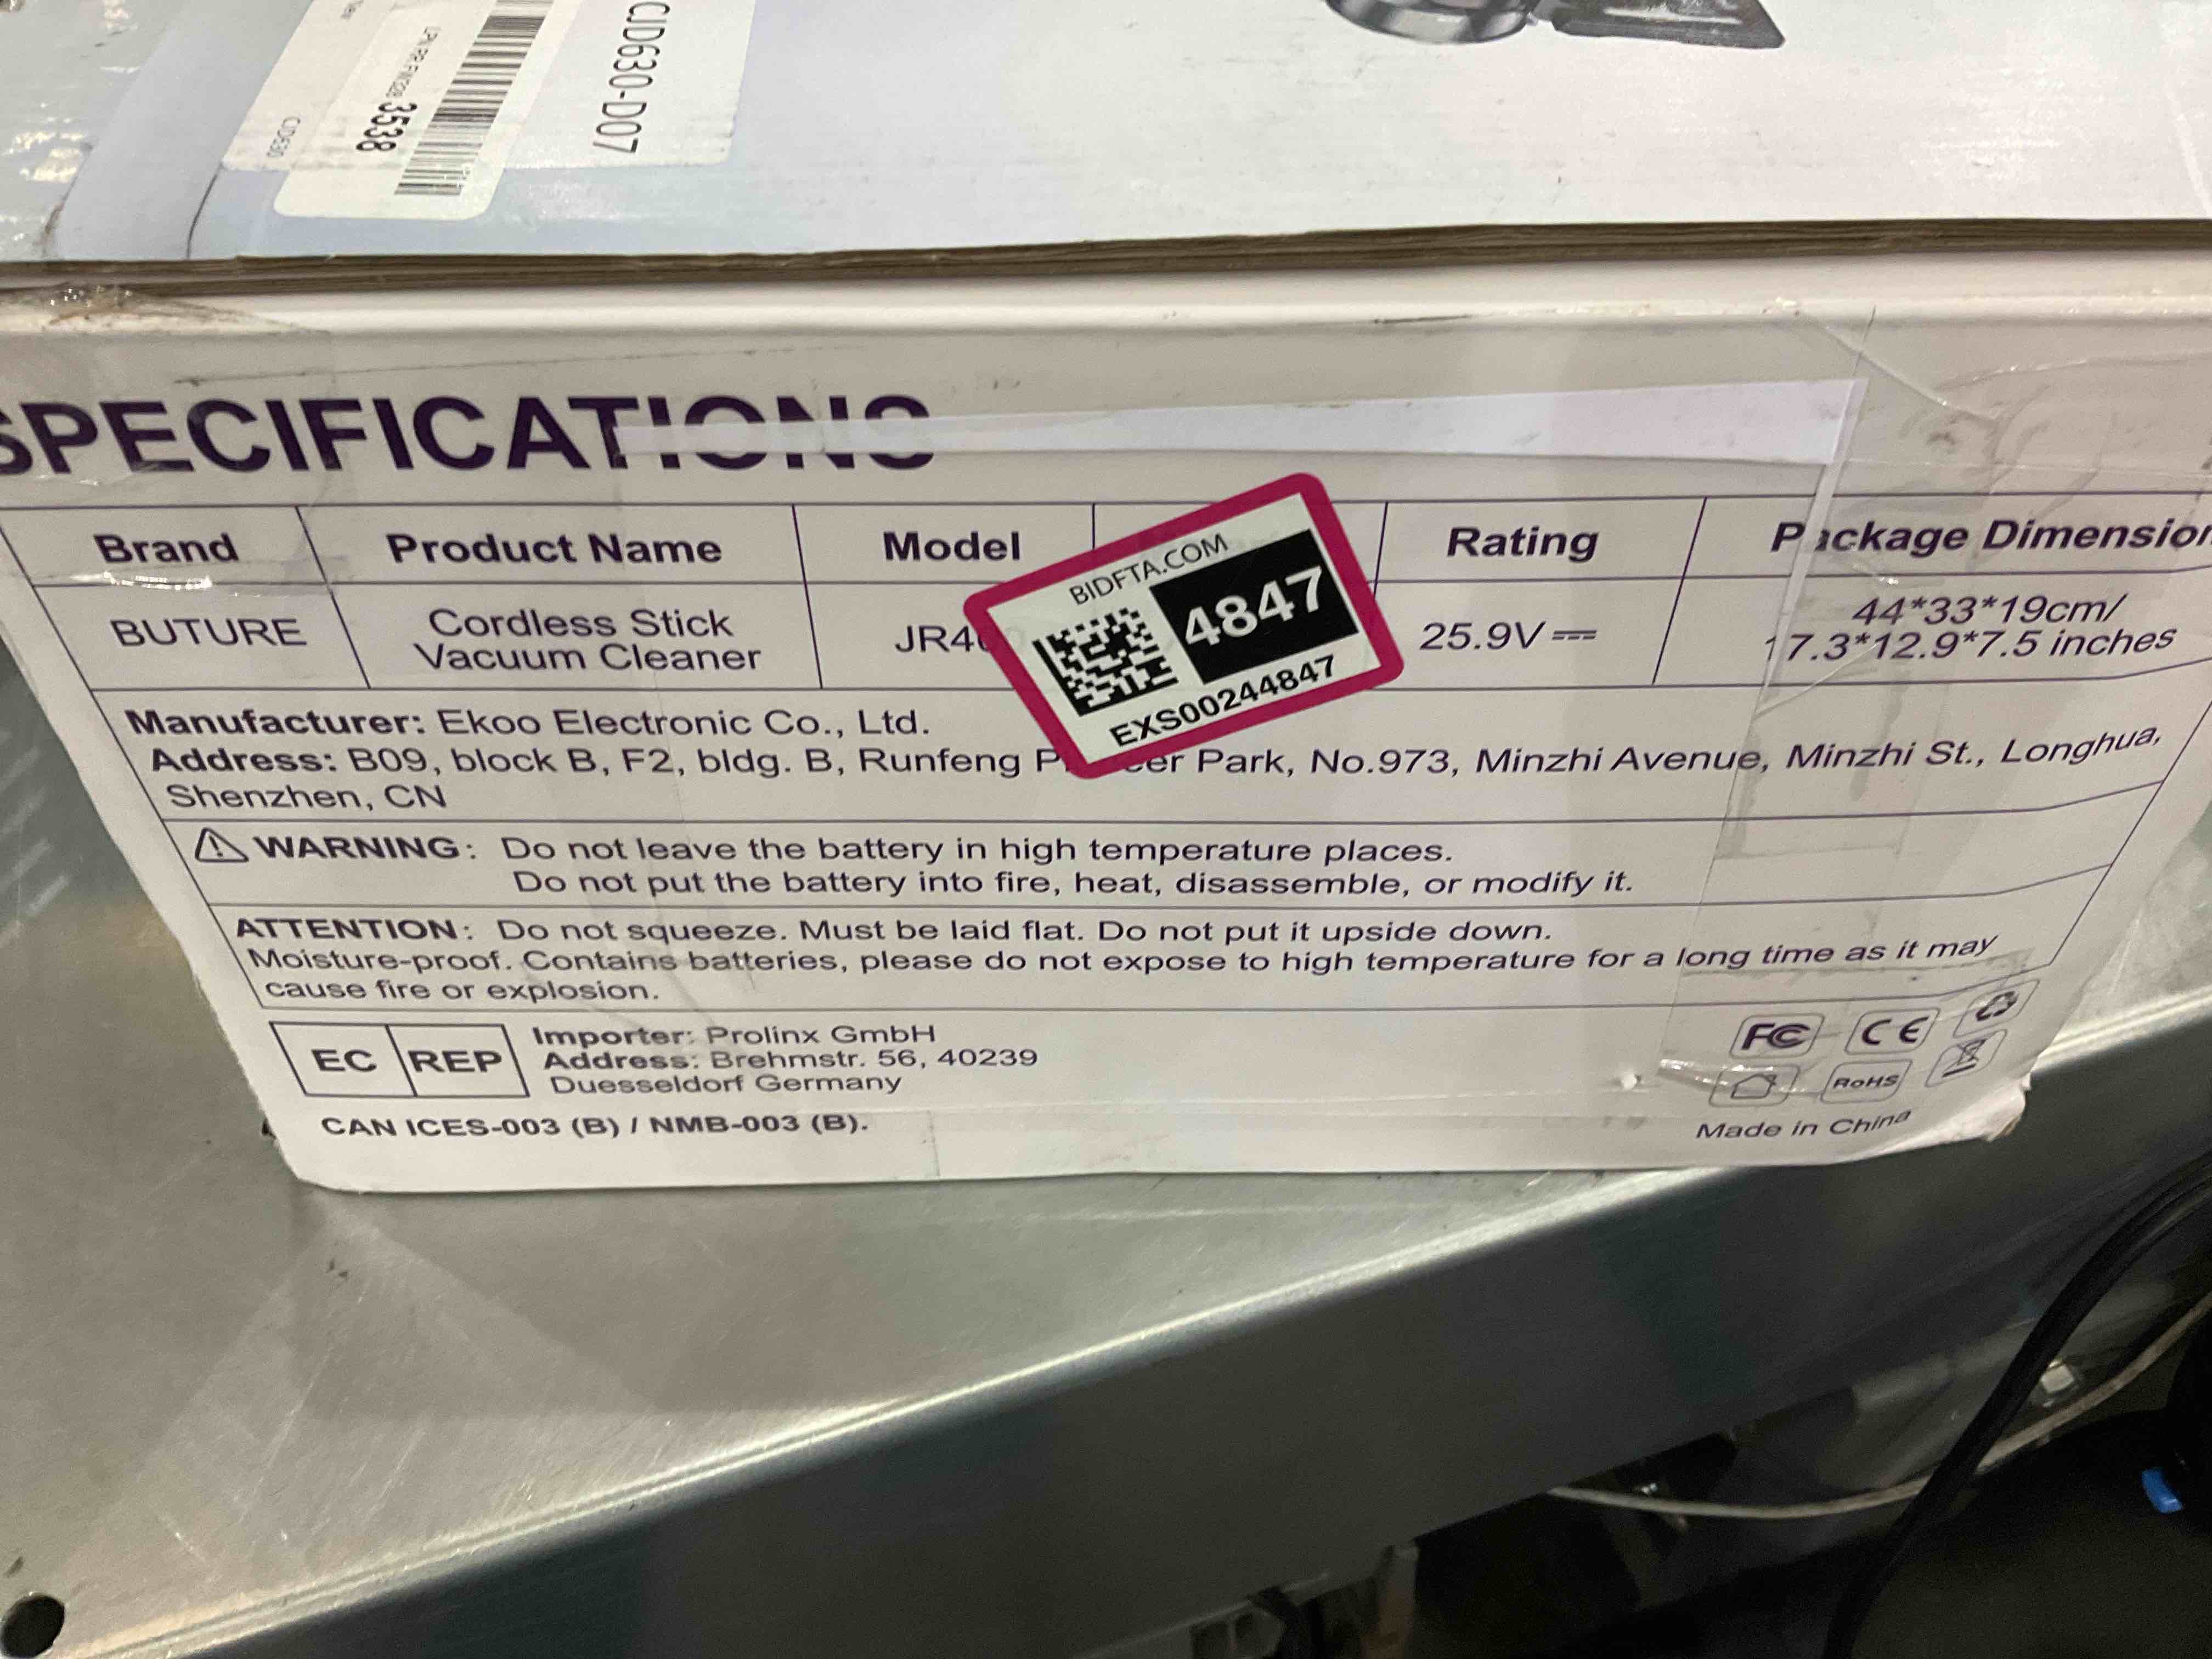 CJD630-D07
3538
CJD630
SPECIFICATIONS
Brand Product Name Model Rating Package Dimension
BUTURE Cordless Stick Vacuum Cleaner 25.9V 44*33*19cm/
17.3*12.9*7.5 inches
BIDFTA.COM
4847
EXS00244847
Manufacturer: Ekoo Electronic Co., Ltd.
Address: B09, block B, F2, bldg. B, Runfeng Park, No.973, Minzhi Avenue, Minzhi St., Longhua,
Shenzhen, CN
WARNING: Do not leave the battery in high temperature places.
Do not put the battery into fire, heat, disassemble, or modify it.
ATTENTION: Do not squeeze. Must be laid flat. Do not put it upside down.
Moisture-proof. Contains batteries, please do not expose to high temperature for a long time as it may
cause fire or explosion.
EC REP
Importer: Prolinx GmbH
Address: Brehmstr. 56, 40239
Duesseldorf Germany
CAN ICES-003 (B) / NMB-003 (B).
FC CE
RoHS
Made in China